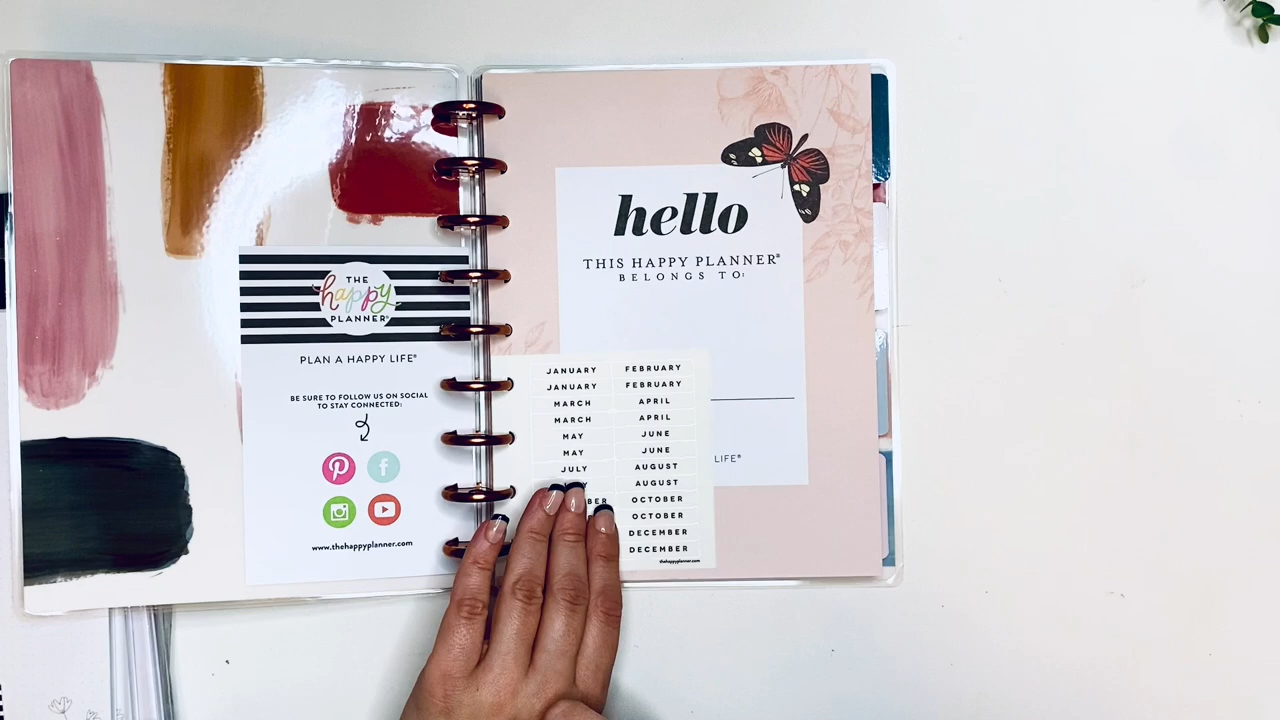 THE
happy
PLANNER®
PLAN A HAPPY LIFE®
BE SURE TO FOLLOW US ON SOCIAL
TO STAY CONNECTED:
www.thehappyplanner.com
hello
THIS HAPPY PLANNER®
BELONGS TO:
LIFE®
JANUARY FEBRUARY
JANUARY FEBRUARY
MARCH APRIL
MARCH APRIL
MAY JUNE
MAY JUNE
JULY AUGUST
AUGUST
OCTOBER
OCTOBER
DECEMBER
DECEMBER
thehappyplanner.com